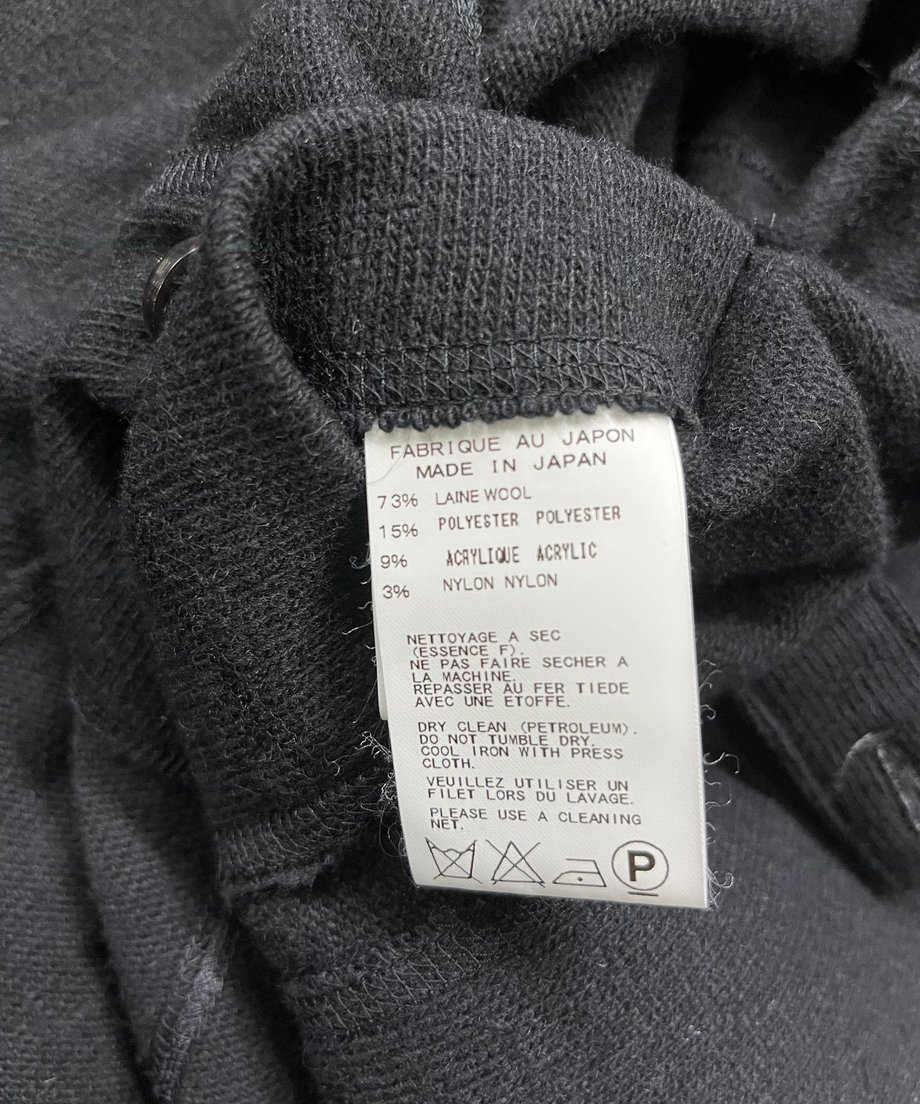 FABRIQUE AU JAPON
MADE IN JAPAN
73% LAINE WOOL
15% POLYESTER POLYESTER
9% ACRYLIQUE ACRYLIC
3% NYLON NYLON
NETTOYAGE A SEC
(ESSENCE F).
NE PAS FAIRE SECHER A
LA MACHINE.
REPASSER AU FER TIEDE
AVEC UNE ETOFFE.
DRY CLEAN (PETROLEUM).
DO NOT TUMBLE DRY.
COOL IRON WITH PRESS
CLOTH.
VEUILLEZ UTILISER UN
FILET LORS DU LAVAGE.
PLEASE USE A CLEANING
NET.
P